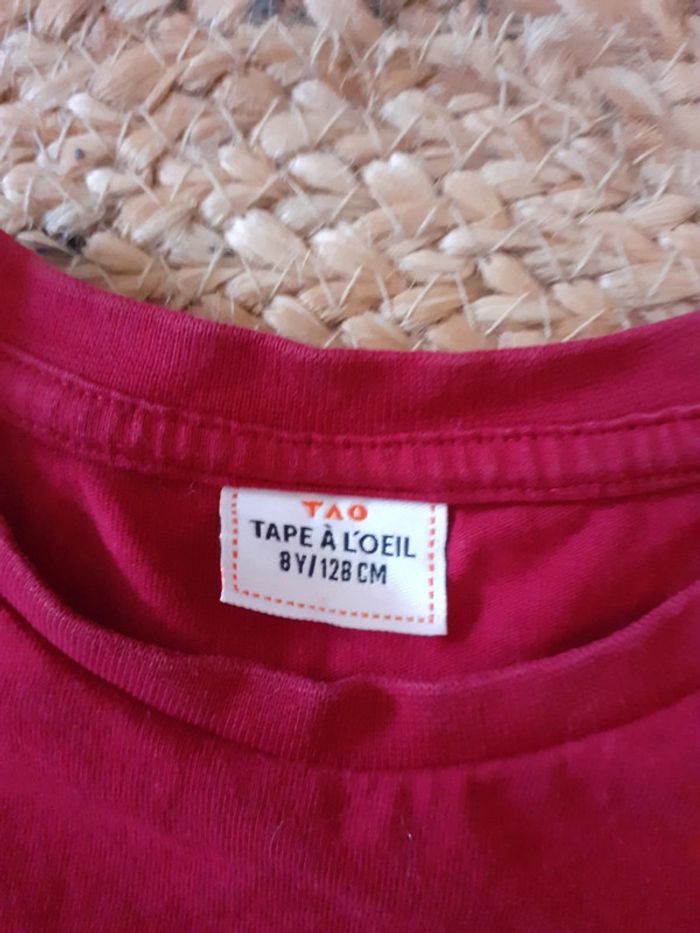 TAO
TAPE À L'OEIL
8Y/128 CM